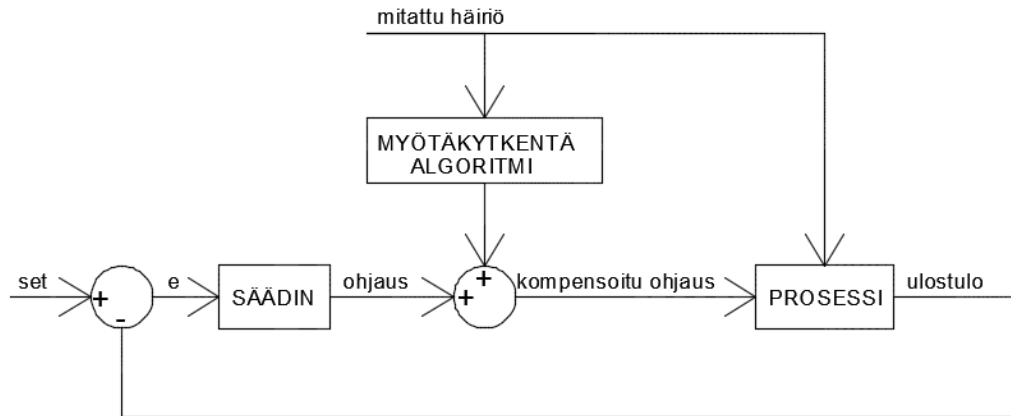 mitattu häiriö
MYÖTÄKYTKENTÄ
ALGORITMI
set
+
-
e
SÄÄDIN
ohjaus
+
+
kompensoitu ohjaus
PROSESSI
ulostulo